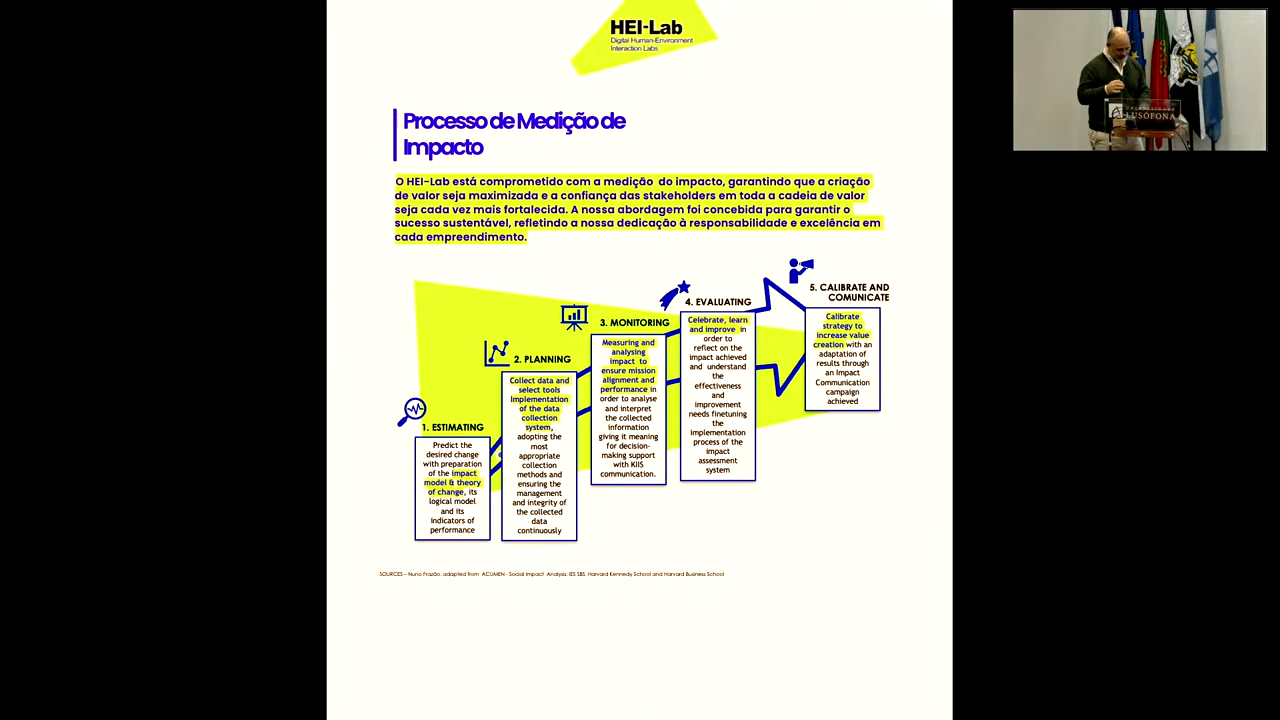 HEI-Lab
Digital Human-Environment
Interaction Labs
Processo de Medição de
Impacto
O HEI-Lab está comprometido com a medição do impacto, garantindo que a criação
de valor seja maximizada e a confiança das stakeholders em toda a cadeia de valor
seja cada vez mais fortalecida. A nossa abordagem foi concebida para garantir o
sucesso sustentável, refletindo a nossa dedicação à responsabilidade e excelência em
cada empreendimento.
1. ESTIMATING
Predict the
desired change
with preparation
of the impact
model & theory
of change, its
logical model
and its
indicators of
performance
2. PLANNING
Collect data and
select tools
Implementation
of the data
collection
system,
adopting the
most
appropriate
collection
methods and
ensuring the
management
and integrity of
the collected
data
continuously
3. MONITORING
Measuring and
analysing
impact to
ensure mission
alignment and
performance in
order to analyse
and interpret
the collected
information
giving it meaning
for decision-
making support
with KIIS
communication.
4. EVALUATING
Celebrate, learn
and improve in
order to
reflect on the
impact achieved
and understand
the
effectiveness
and
improvement
needs finetuning
the
implementation
process of the
impact
assessment
system
5. CALIBRATE AND
COMUNICATE
Calibrate
strategy to
increase value
creation with an
adaptation of
results through
an Impact
Communication
campaign
achieved
SOURCES – Nuno Frazão, adapted from ACUMEN - Social Impact Analysis; IES SBS, Harvard Kennedy School and Harvard Business School
UNIVERSIDADE
LUSÓFONA